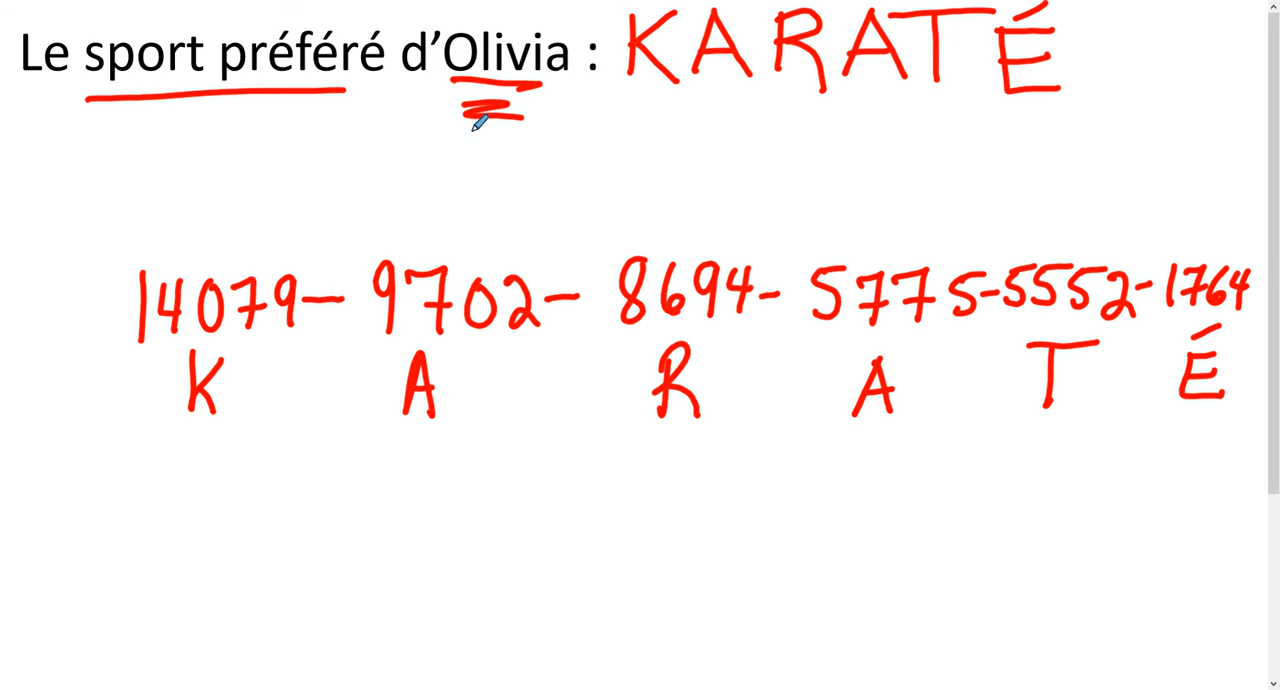 Le sport préféré d’Olivia : KARATÉ
14079- 9702- 8694- 5775-5552-1764
K A R A T É